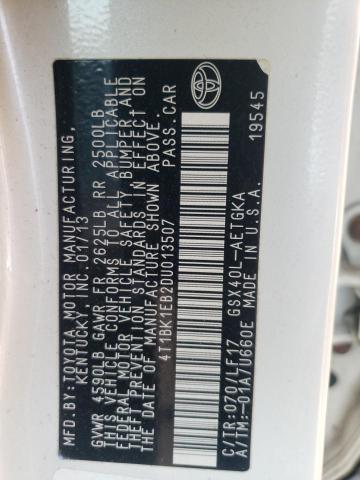 MFD.BY:TOYOTA MOTOR MANUFACTURING,
KENTUCKY,INC 01/13
GVWR 4590LB GAWR FR 2625LB RR 2500LB
THIS VEHICLE CONFORMS TO ALL APPLICABLE
FEDERAL MOTOR VEHICLE SAFETY BUMPER,AND
THEFT PREVENTION STANDARDS IN EFFECT ON
THE DATE OF MANUFACTURE SHOWN ABOVE.
4T1BK1EB2DU013507 PASS.CAR
C/TR:070/LF17 GSX40L-AETGKA
A/TM:-01A/U660E MADE IN U.S.A.
19545